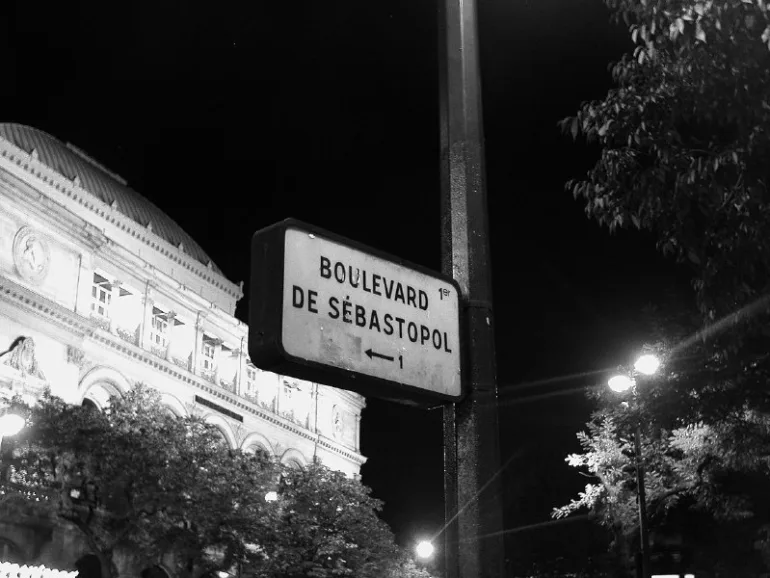 BOULEVARD 1er
DE SÉBASTOPOL
← 1